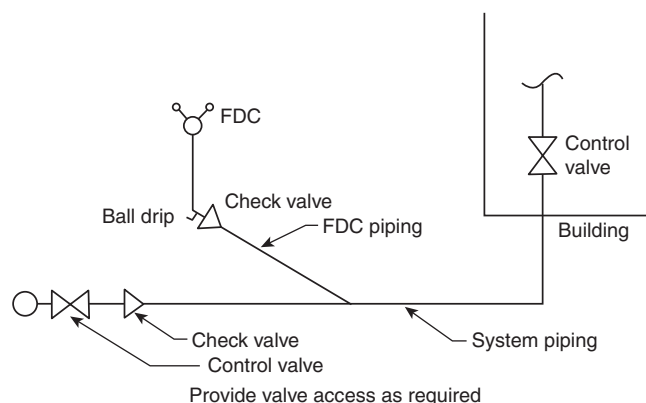 FDC
Control
valve
Check valve
Ball drip
FDC piping
Building
Check valve
System piping
Control valve
Provide valve access as required